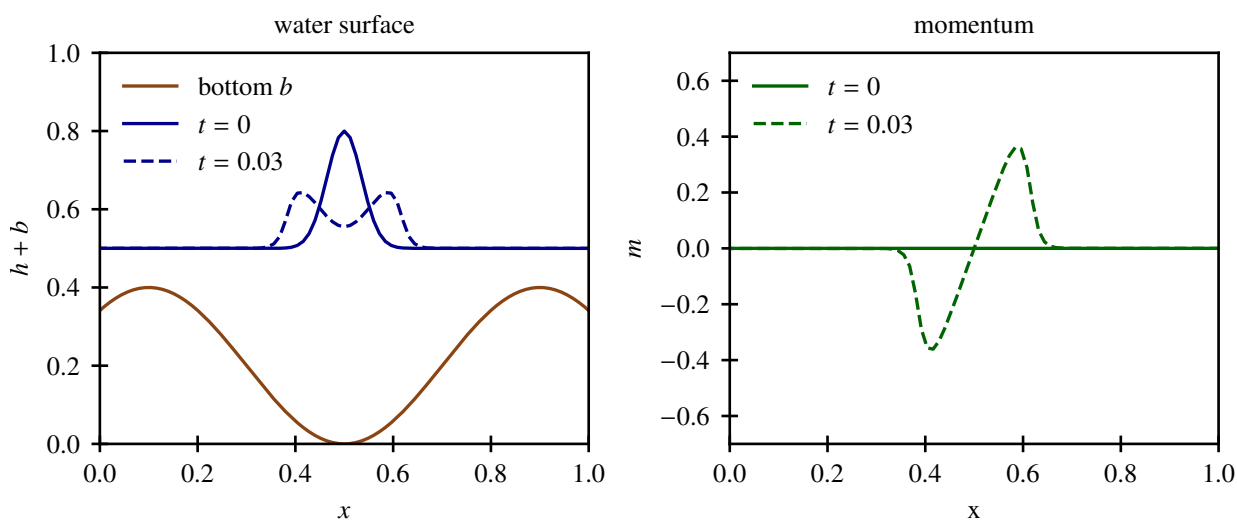 water surface
1.0
0.8
0.6
0.4
0.2
0.0
h + b
bottom b
t = 0
t = 0.03
0.0 0.2 0.4 0.6 0.8 1.0
x
momentum
0.6
0.4
0.2
0.0
−0.2
−0.4
−0.6
m
t = 0
t = 0.03
0.0 0.2 0.4 0.6 0.8 1.0
x